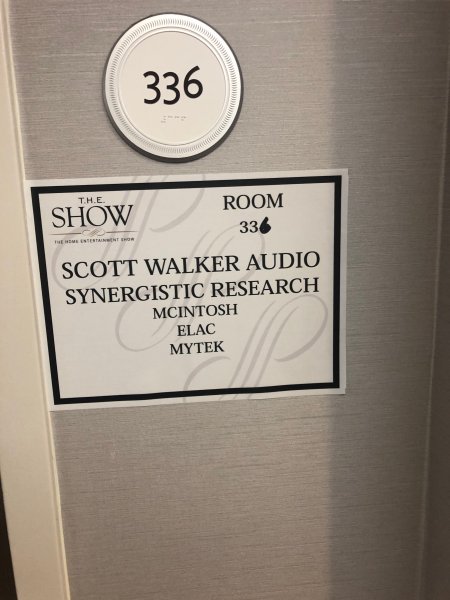 336
T.H.E.
SHOW
THE HOME ENTERTAINMENT SHOW
ROOM
336
SCOTT WALKER AUDIO
SYNERGISTIC RESEARCH
MCINTOSH
ELAC
MYTEK